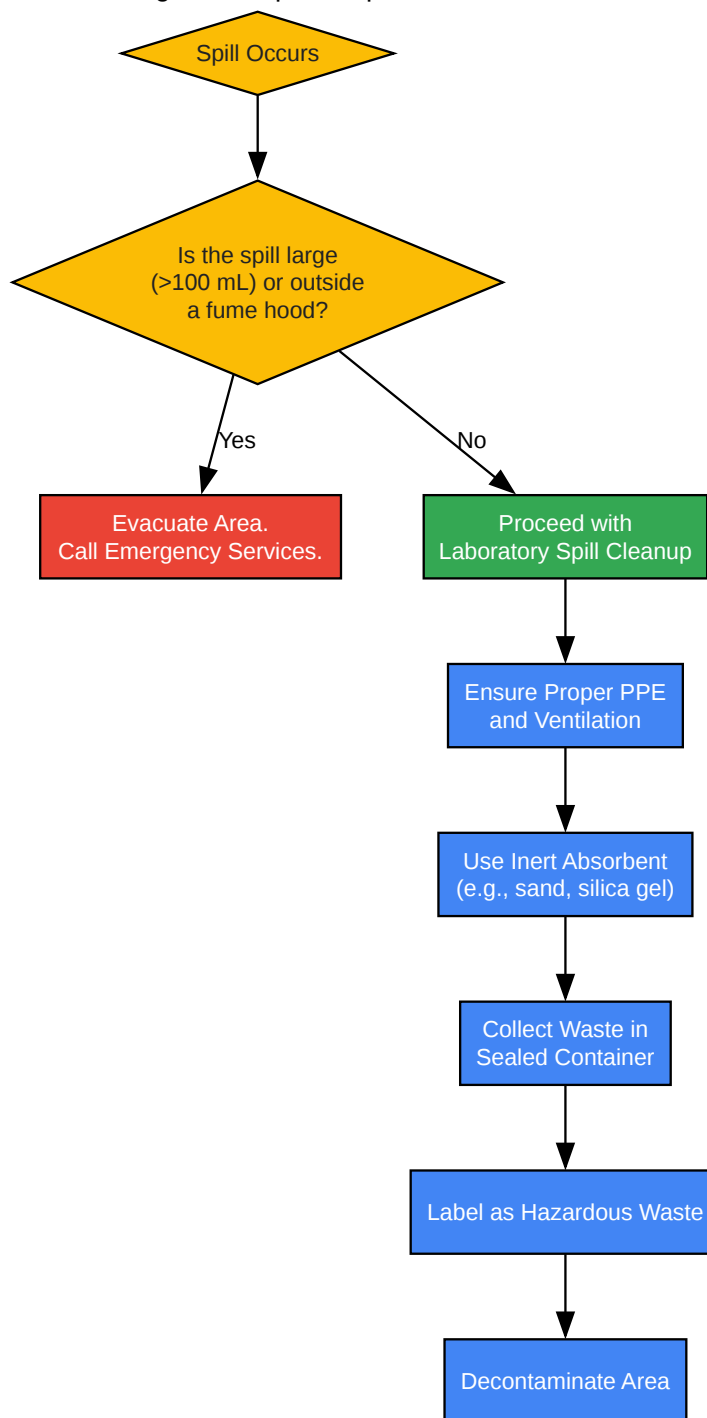 Spill Occurs
Is the spill large
(>100 mL) or outside
a fume hood?
Yes
No
Evacuate Area.
Call Emergency Services.
Proceed with
Laboratory Spill Cleanup
Ensure Proper PPE
and Ventilation
Use Inert Absorbent
(e.g., sand, silica gel)
Collect Waste in
Sealed Container
Label as Hazardous Waste
Decontaminate Area